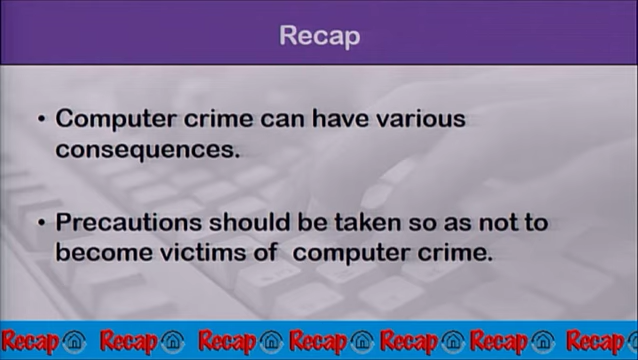 Recap
• Computer crime can have various
consequences.
• Precautions should be taken so as not to
become victims of  computer crime.
Recap Recap Recap Recap Recap Recap Recap